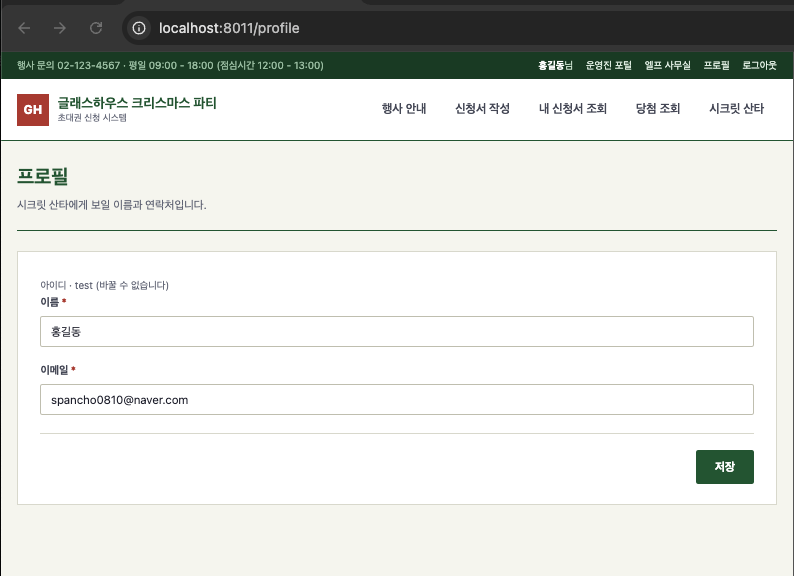 localhost:8011/profile
행사 문의 02-123-4567 · 평일 09:00 - 18:00 (점심시간 12:00 - 13:00)
홍길동님 운영진 포털 엘프 사무실 프로필 로그아웃
GH
글래스하우스 크리스마스 파티
초대권 신청 시스템
행사 안내 신청서 작성 내 신청서 조회 당첨 조회 시크릿 산타
프로필
시크릿 산타에게 보일 이름과 연락처입니다.
아이디 · test (바꿀 수 없습니다)
이름 *
홍길동
이메일 *
spancho0810@naver.com
저장